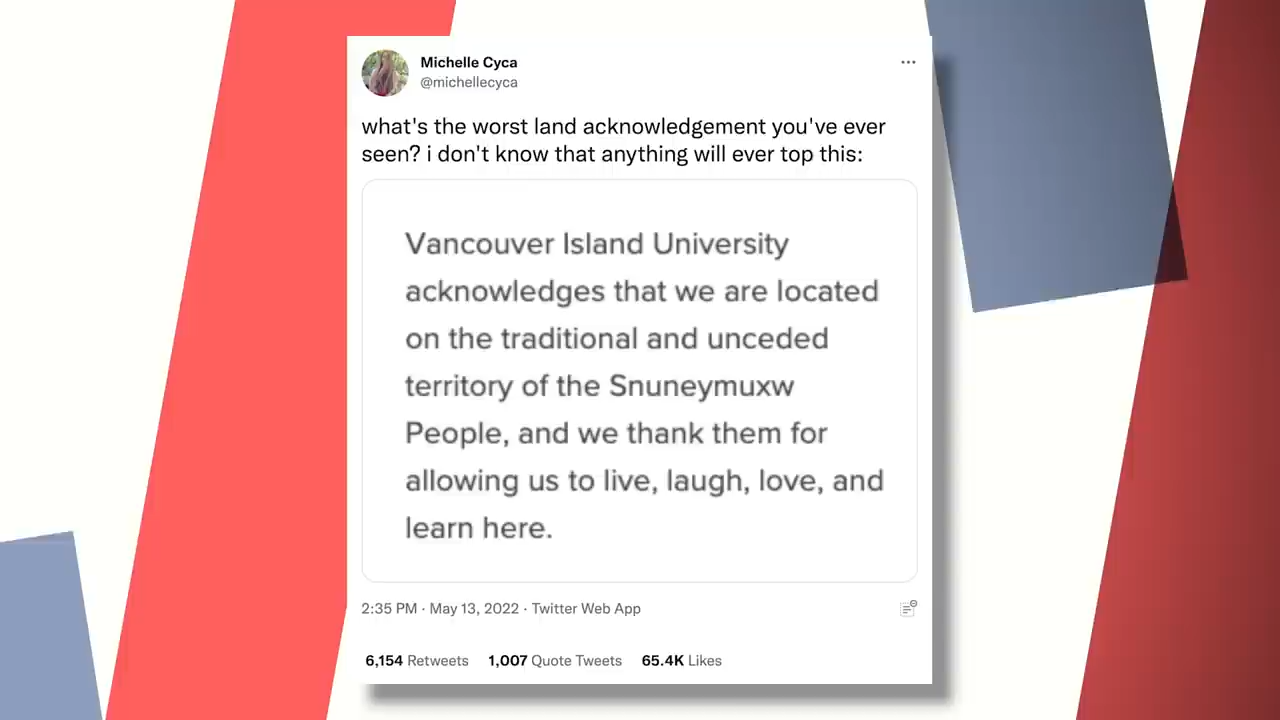 Michelle Cyca
@michellecyca
what's the worst land acknowledgement you've ever
seen? i don't know that anything will ever top this:
Vancouver Island University
acknowledges that we are located
on the traditional and unceded
territory of the Snuneymuxw
People, and we thank them for
allowing us to live, laugh, love, and
learn here.
2:35 PM · May 13, 2022 · Twitter Web App
6,154 Retweets 1,007 Quote Tweets 65.4K Likes